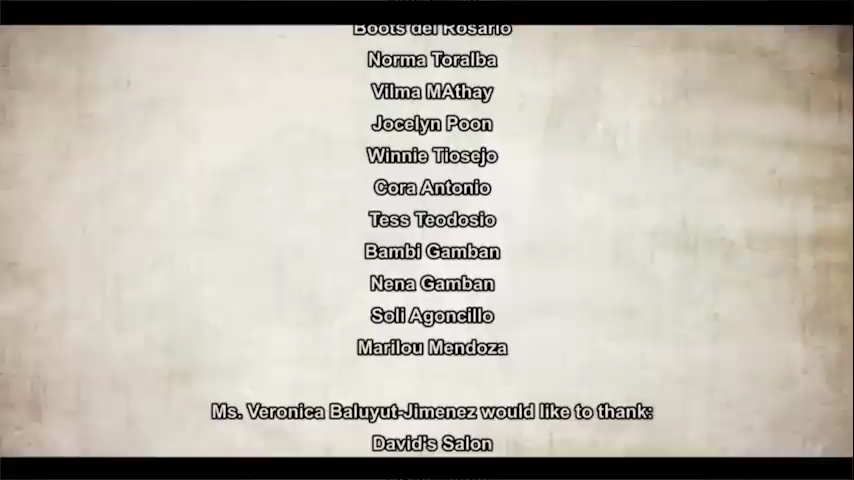 Boots del Rosario
Norma Toralba
Vilma MAthay
Jocelyn Poon
Winnie Tiosejo
Cora Antonio
Tess Teodosio
Bambi Gamban
Nena Gamban
Soli Agoncillo
Marilou Mendoza
Ms. Veronica Baluyut-Jimenez would like to thank:
David's Salon